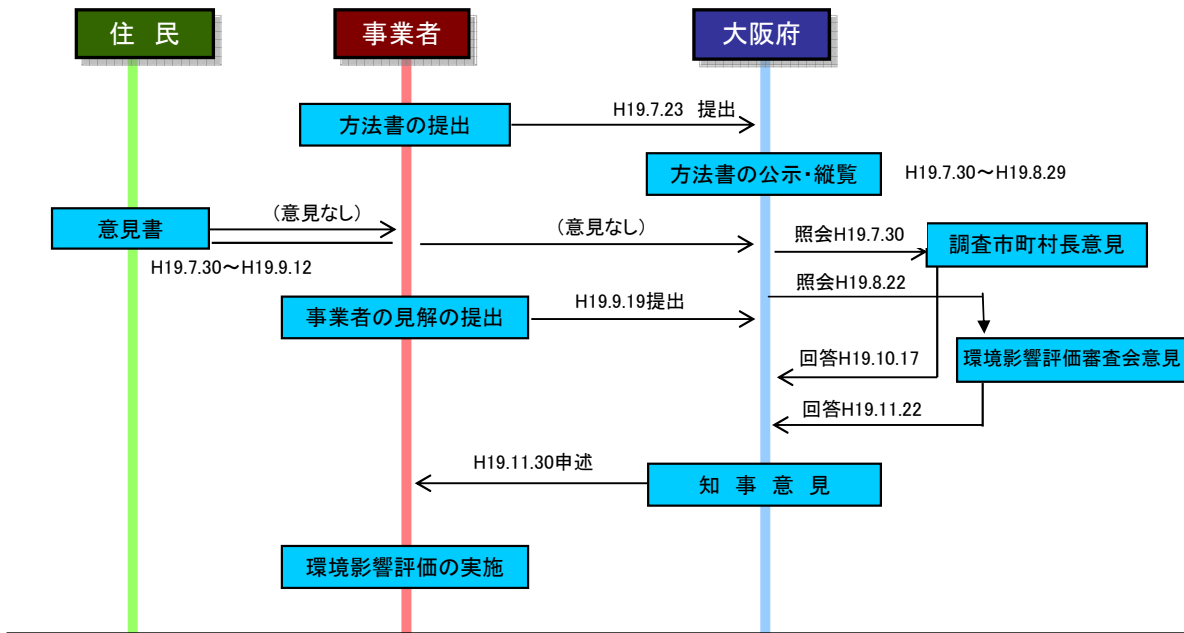 住 民
事業者
大阪府
方法書の提出
H19.7.23 提出
方法書の公示・縦覧
H19.7.30～H19.8.29
意見書
（意見なし）
（意見なし）
照会H19.7.30
調査市町村長意見
H19.7.30～H19.9.12
照会H19.8.22
事業者の見解の提出
H19.9.19提出
回答H19.10.17
環境影響評価審査会意見
回答H19.11.22
H19.11.30申述
知 事 意 見
環境影響評価の実施